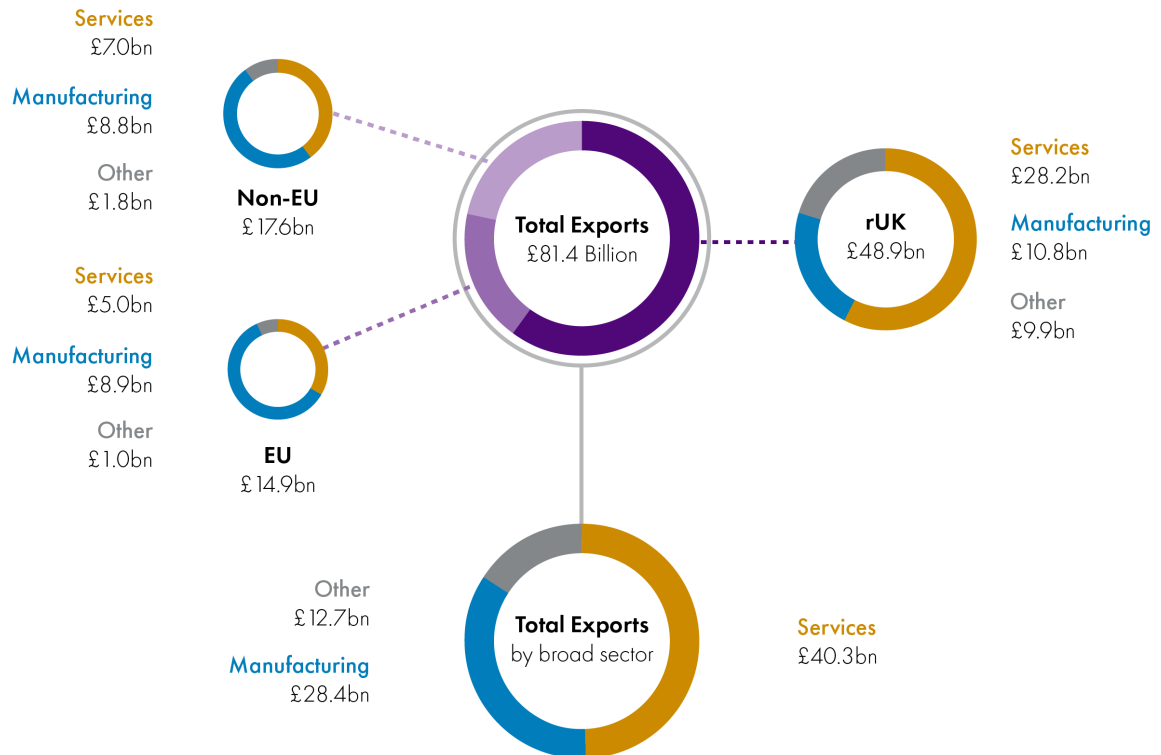 Services
£7.0bn
Manufacturing
£8.8bn
Other
£1.8bn
Non-EU
£17.6bn
Services
£5.0bn
Manufacturing
£8.9bn
Other
£1.0bn
EU
£14.9bn
Total Exports
£81.4 Billion
rUK
£48.9bn
Services
£28.2bn
Manufacturing
£10.8bn
Other
£9.9bn
Other
£12.7bn
Manufacturing
£28.4bn
Total Exports
by broad sector
Services
£40.3bn